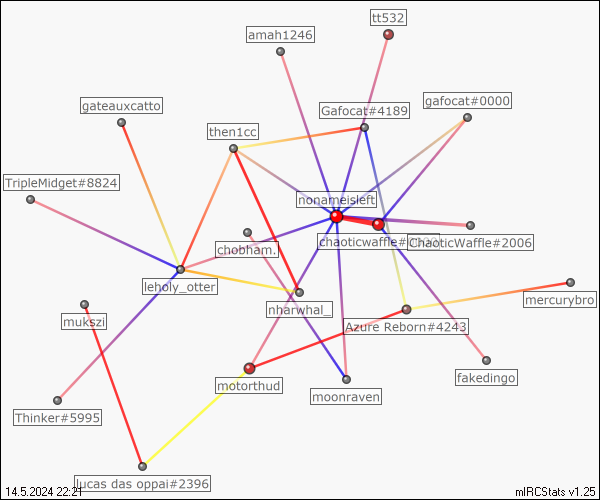 tt532
amah1246
gafocat#0000
gateauxcatto
Gafocat#4189
then1cc
TripleMidget#8824
nonameisleft
chaoticwaffle#
ChaoticWaffle#2006
chobham.
leholy_otter
mercurybro
nharwhal_
mukszi
Azure Reborn#4243
fakedingo
motorthud
moonraven
Thinker#5995
lucas das oppai#2396
14.5.2024 22:21
mIRCStats v1.25